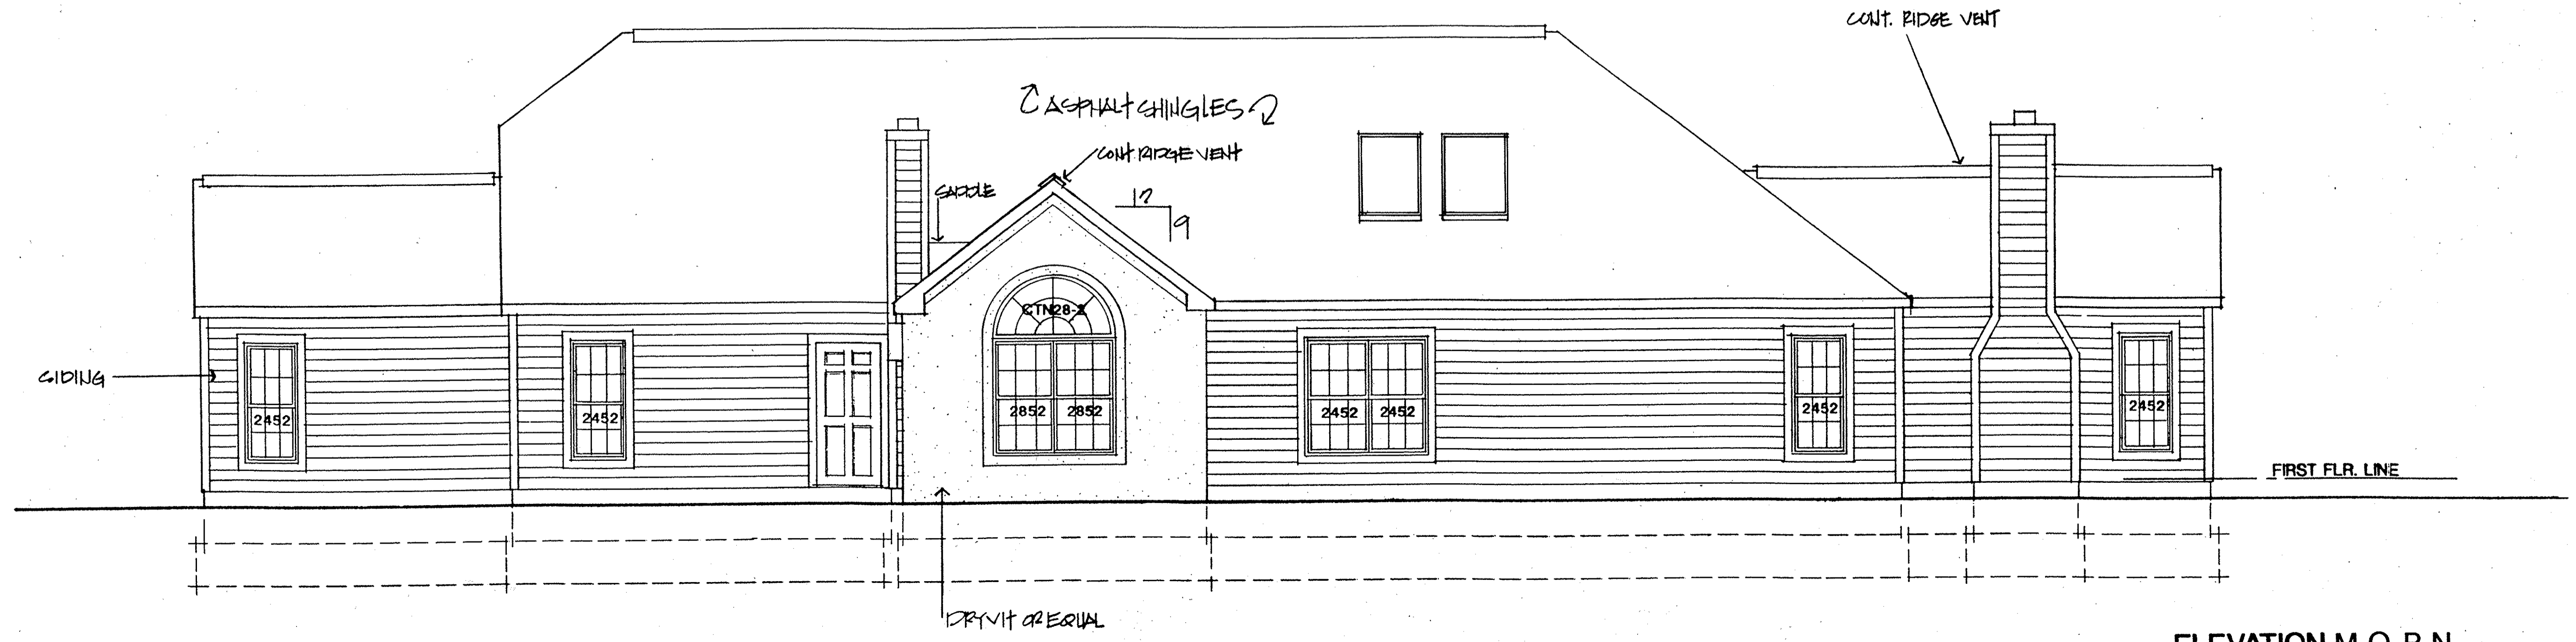 CONT. RIDGE VENT
ASPHALT SHINGLES
CONT. RIDGE VENT
SADDLE
12
9
CTN28-2
SIDING
2452
2452
2852
2852
2452
2452
2452
2452
FIRST FLR. LINE
DRYVIT OR EQUAL
ELEVATION M,O,P,N